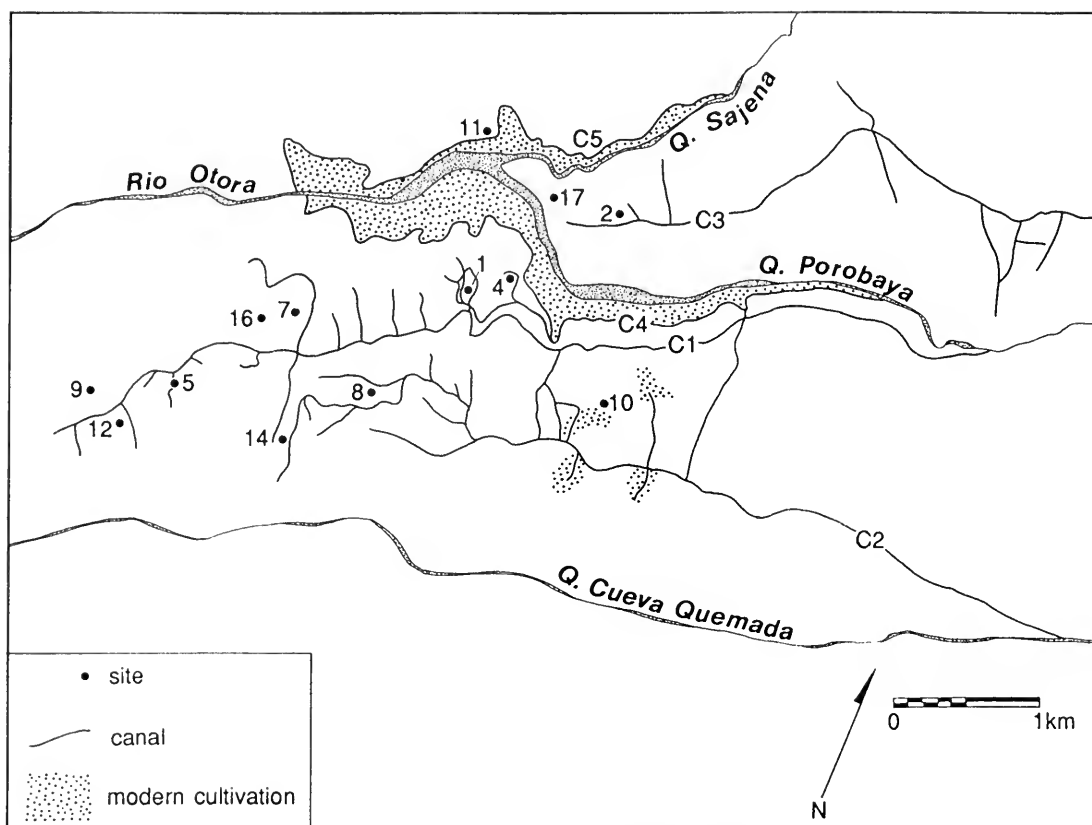 Q. Sajena
11
C5
Rio Otora
17
2
C3
Q. Porobaya
1
4
16
7
C4
C1
9
5
8
10
12
14
C2
Q. Cueva Quemada
site
canal
modern cultivation
0 1km
N